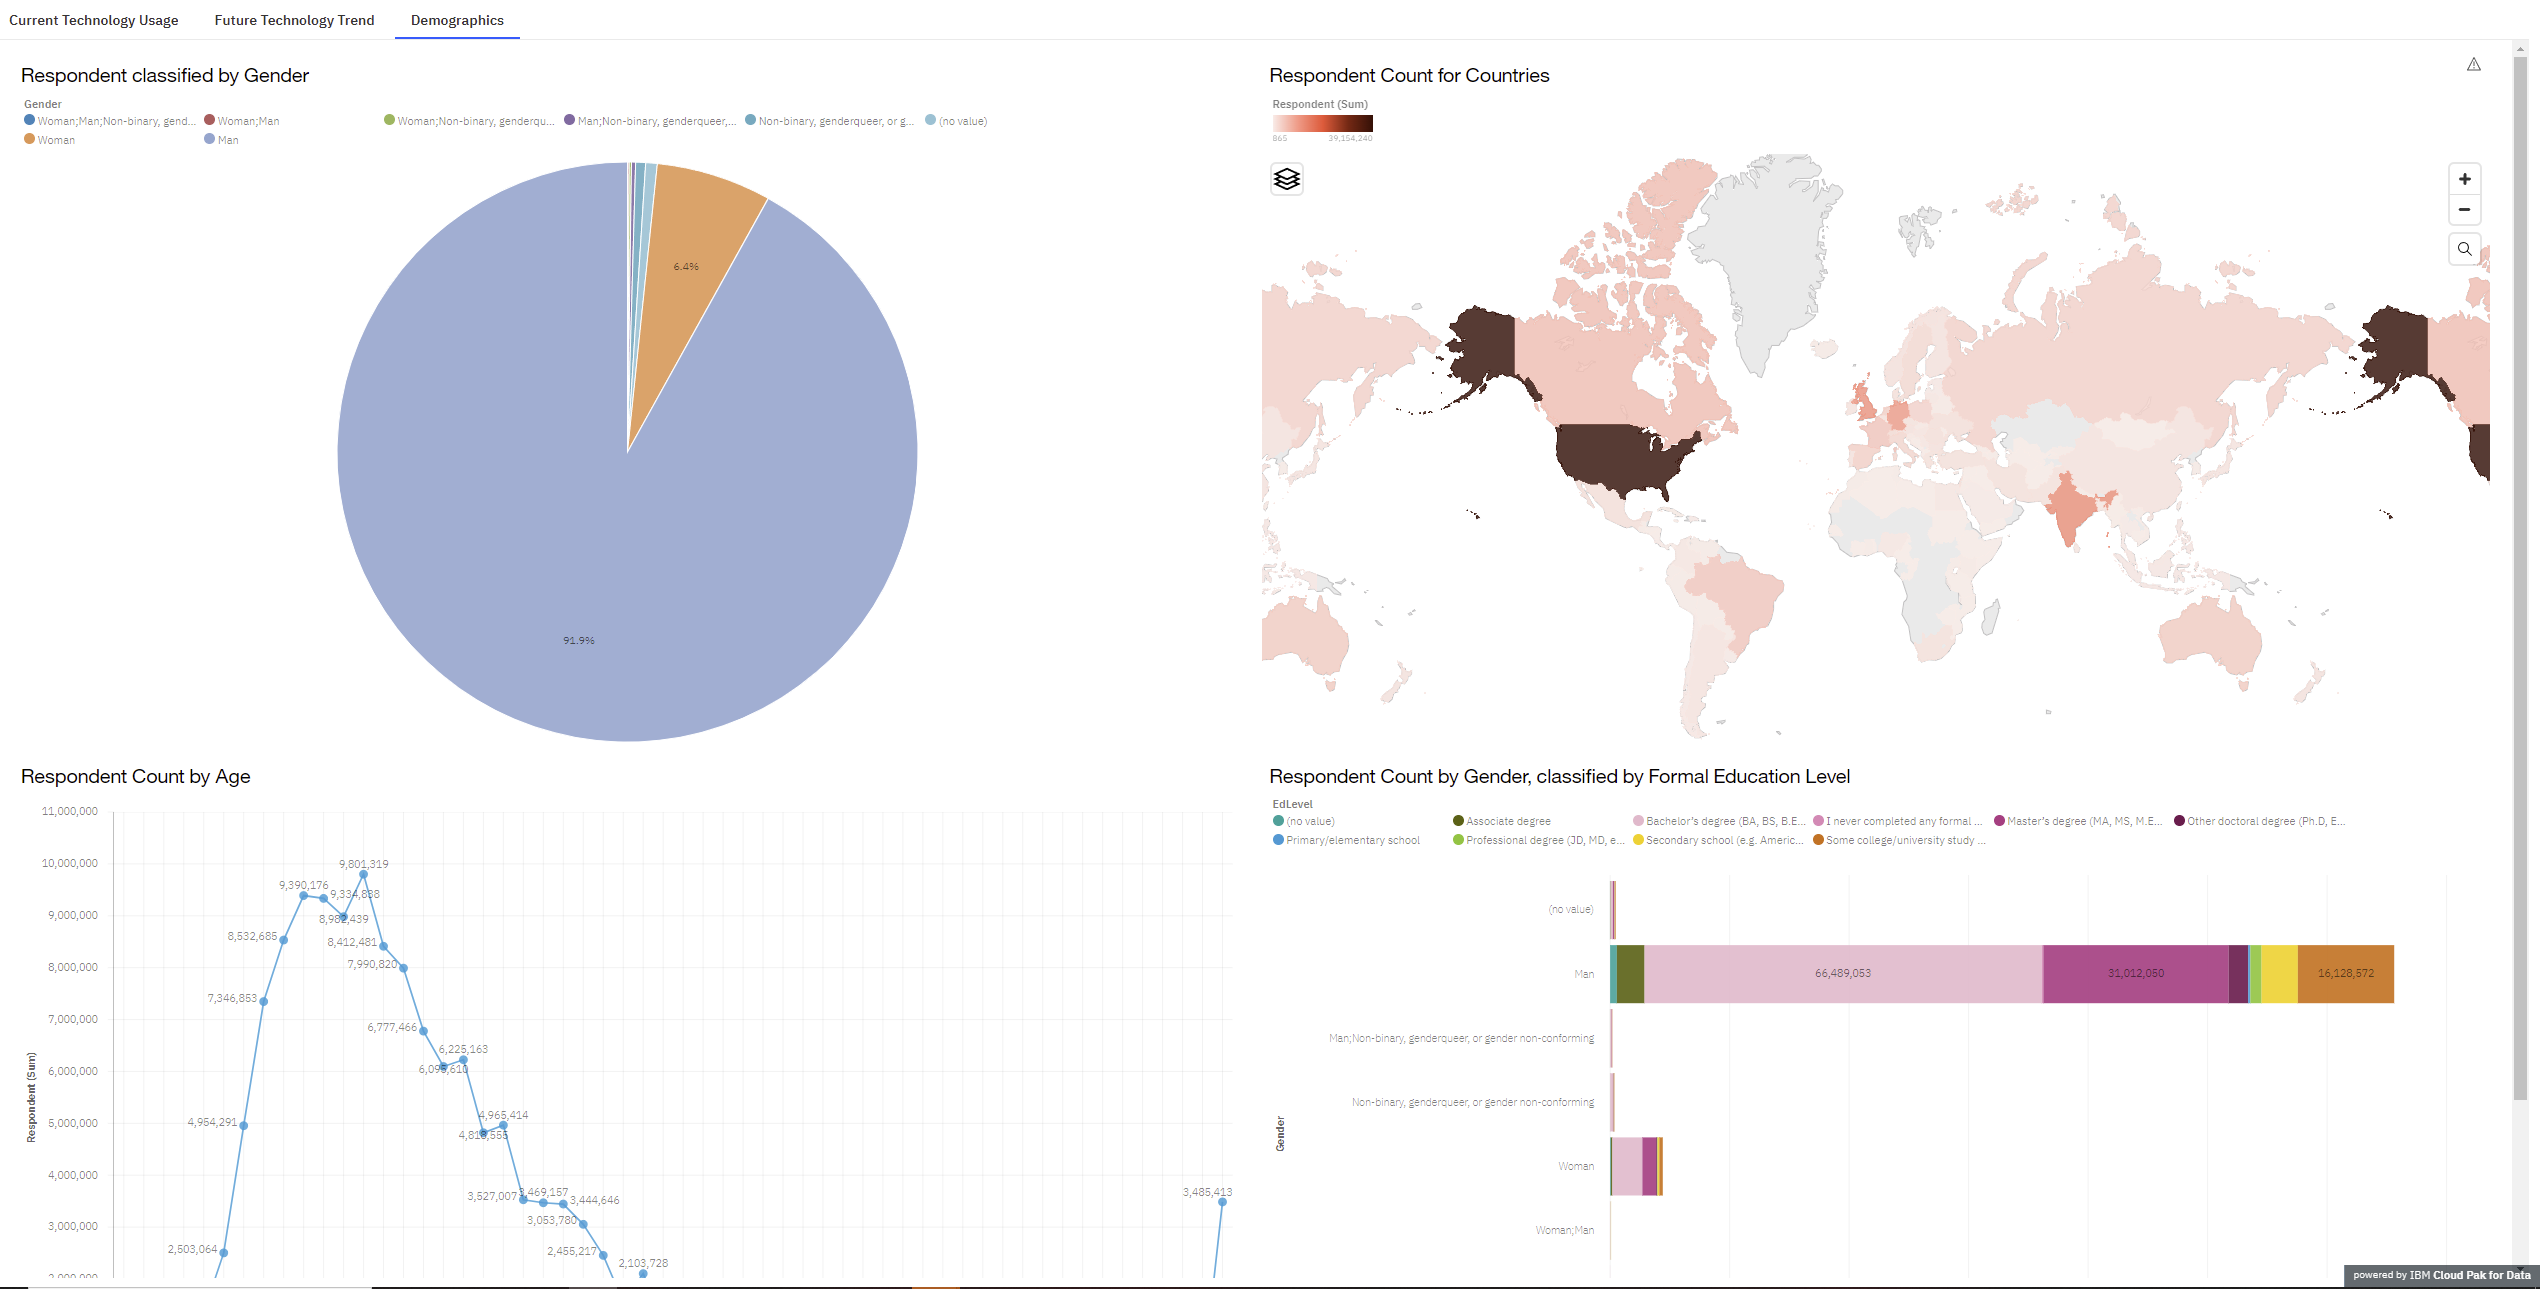 Current Technology Usage Future Technology Trend Demographics
Respondent classified by Gender
Gender
Woman;Man;Non-binary, gend... Woman;Man Woman;Non-binary, genderqu... Man;Non-binary, genderqueer,... Non-binary, genderqueer, or g... (no value)
Woman Man
6.4%
91.9%
Respondent Count for Countries
Respondent (Sum)
865 39,154,240
Respondent Count by Age
Respondent (Sum)
11,000,000
10,000,000
9,000,000
8,000,000
7,000,000
6,000,000
5,000,000
4,000,000
3,000,000
2,000,000
9,801,319
9,390,176
9,334,838
8,982,439
8,532,685
8,412,481
7,990,820
7,346,853
6,777,466
6,225,163
4,965,414
4,954,291
3,527,007
3,469,157
3,444,646
3,485,413
3,053,780
2,503,064
2,455,217
2,103,728
Respondent Count by Gender, classified by Formal Education Level
EdLevel
(no value) Associate degree Bachelor's degree (BA, BS, B.E... I never completed any formal ... Master's degree (MA, MS, M.E... Other doctoral degree (Ph.D, E...
Primary/elementary school Professional degree (JD, MD, e... Secondary school (e.g. Americ... Some college/university study ...
Gender
(no value)
Man 66,489,053 31,012,050 16,128,572
Man;Non-binary, genderqueer, or gender non-conforming
Non-binary, genderqueer, or gender non-conforming
Woman
Woman;Man
powered by IBM Cloud Pak for Data